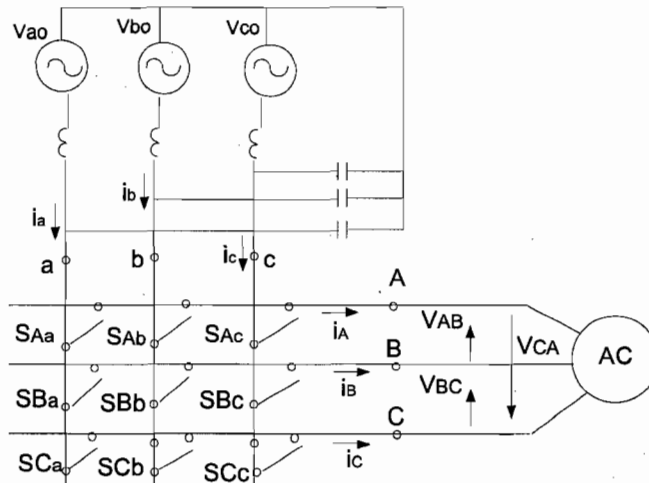 Vao Vbo Vco
ib
ia
ic
a b c A
SAa SAb SAc iA VAB VCA AC
B
SBa SBb SBc iB VBC
C
SCa SCb SCc iC